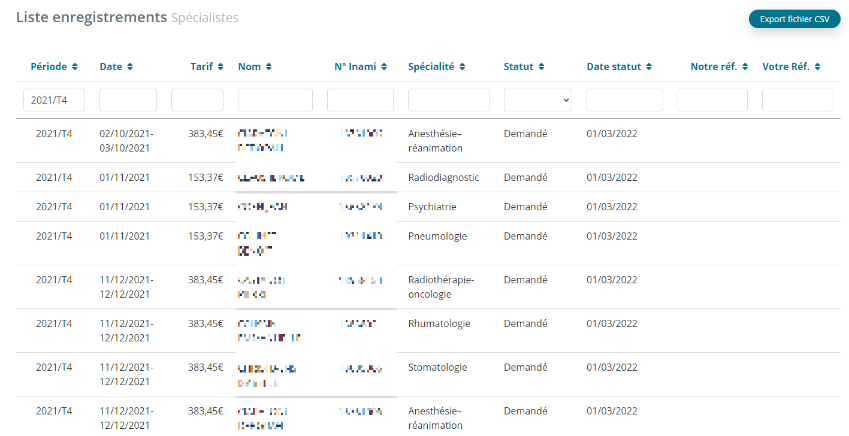 Liste enregistrements Spécialistes
Export fichier CSV
Période Date Tarif Nom N° Inami Spécialité Statut Date statut Notre réf. Votre Réf.
2021/T4
2021/T4 02/10/2021- 383,45€ Anesthésie– Demandé 01/03/2022
03/10/2021 réanimation
2021/T4 01/11/2021 153,37€ Radiodiagnostic Demandé 01/03/2022
2021/T4 01/11/2021 153,37€ Psychiatrie Demandé 01/03/2022
2021/T4 01/11/2021 153,37€ Pneumologie Demandé 01/03/2022
2021/T4 11/12/2021- 383,45€ Radiothérapie- Demandé 01/03/2022
12/12/2021 oncologie
2021/T4 11/12/2021- 383,45€ Rhumatologie Demandé 01/03/2022
12/12/2021
2021/T4 11/12/2021- 383,45€ Stomatologie Demandé 01/03/2022
12/12/2021
2021/T4 11/12/2021- 383,45€ Anesthésie– Demandé 01/03/2022
12/12/2021 réanimation